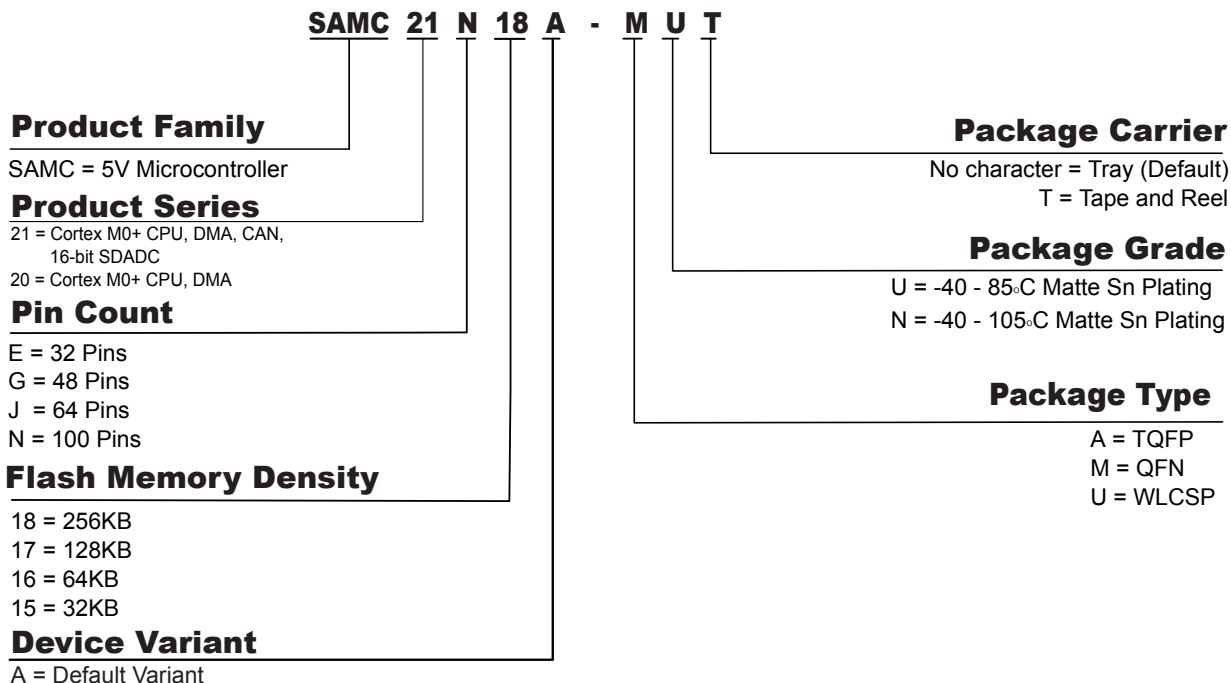 SAMC 21 N 18 A - M U T
Product Family
SAMC = 5V Microcontroller
Product Series
21 = Cortex M0+ CPU, DMA, CAN,
16-bit SDADC
20 = Cortex M0+ CPU, DMA
Pin Count
E = 32 Pins
G = 48 Pins
J = 64 Pins
N = 100 Pins
Flash Memory Density
18 = 256KB
17 = 128KB
16 = 64KB
15 = 32KB
Device Variant
A = Default Variant
Package Carrier
No character = Tray (Default)
T = Tape and Reel
Package Grade
U = -40 - 85°C Matte Sn Plating
N = -40 - 105°C Matte Sn Plating
Package Type
A = TQFP
M = QFN
U = WLCSP